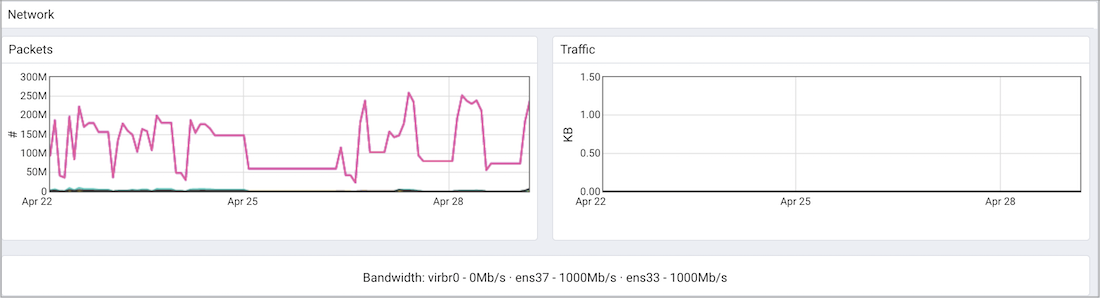 Network
Packets
Traffic
300M
250M
200M
150M
100M
50M
0
#
Apr 22
Apr 25
Apr 28
1.50
1.00
0.50
0.00
KB
Apr 22
Apr 25
Apr 28
Bandwidth: virbr0 - 0Mb/s · ens37 - 1000Mb/s · ens33 - 1000Mb/s